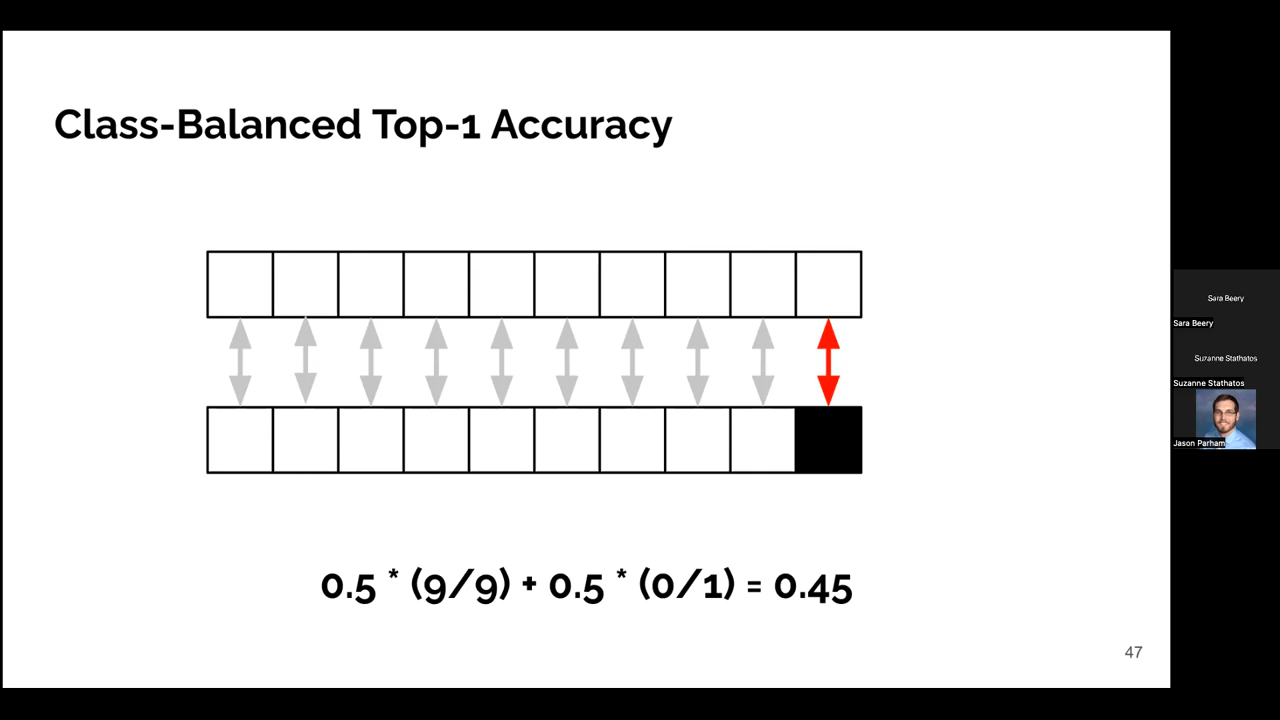 Class-Balanced Top-1 Accuracy
0.5 * (9/9) + 0.5 * (0/1) = 0.45
47
Sara Beery
Sara Beery
Suzanne Stathatos
Suzanne Stathatos
Jason Parham